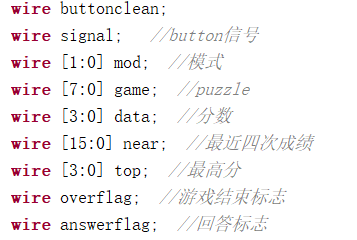 wire buttonclean;
wire signal;   //button信号
wire [1:0] mod;  //模式
wire [7:0] game;  //puzzle
wire [3:0] data;  //分数
wire [15:0] near;  //最近四次成绩
wire [3:0] top;  //最高分
wire overflag;  //游戏结束标志
wire answerflag;  //回答标志